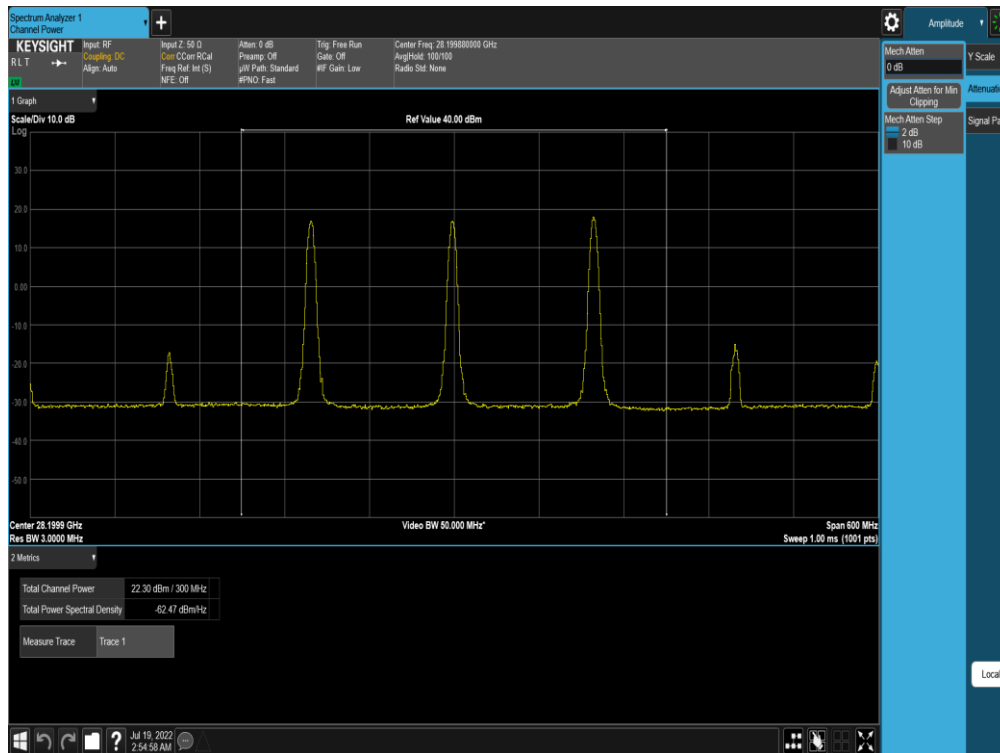 Spectrum Analyzer 1
Channel Power
+
Amplitude
KEYSIGHT
RLT
LXI
Input: RF
Coupling: DC
Align: Auto
Input Z: 50 Ω
Corr CCorr RCal
Freq Ref: Int (S)
NFE: Off
Atten: 0 dB
Preamp: Off
µW Path: Standard
#PNO: Fast
Trig: Free Run
Gate: Off
#IF Gain: Low
Center Freq: 28.199880000 GHz
Avg|Hold: 100/100
Radio Std: None
Mech Atten
0 dB
Adjust Atten for Min
Clipping
Mech Atten Step
2 dB
10 dB
Y Scale
Attenuati
Signal Pa
1 Graph
Scale/Div 10.0 dB
Ref Value 40.00 dBm
Log
30.0
20.0
10.0
0.00
-10.0
-20.0
-30.0
-40.0
-50.0
Center 28.1999 GHz
Video BW 50.000 MHz*
Span 600 MHz
Res BW 3.0000 MHz
Sweep 1.00 ms (1001 pts)
2 Metrics
Total Channel Power 22.30 dBm / 300 MHz
Total Power Spectral Density -62.47 dBm/Hz
Measure Trace Trace 1
Local
?
Jul 19, 2022
2:54:58 AM